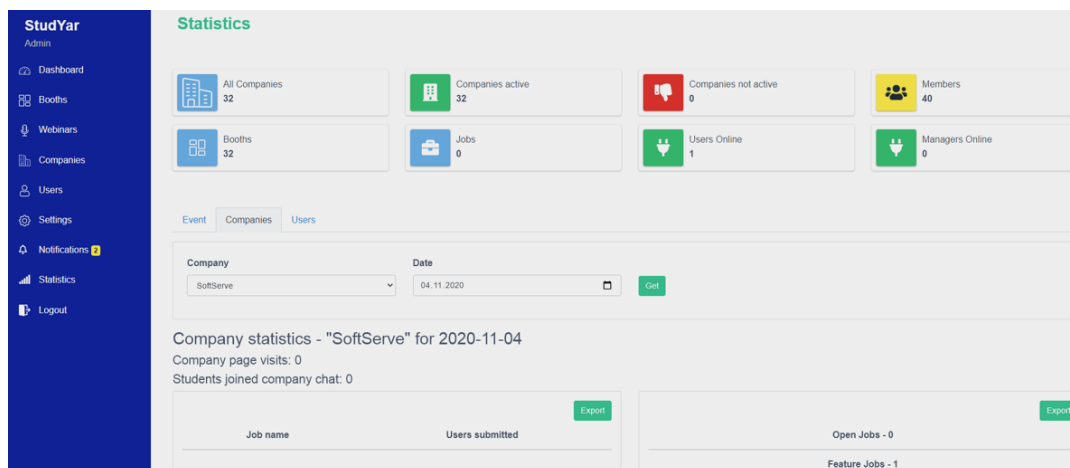 StudYar
Admin
Dashboard
Booths
Webinars
Companies
Users
Settings
Notifications 2
Statistics
Logout
Statistics
All Companies
32
Companies active
32
Companies not active
0
Members
40
Booths
32
Jobs
0
Users Online
1
Managers Online
0
Event Companies Users
Company Date
SoftServe 04.11.2020 Get
Company statistics - "SoftServe" for 2020-11-04
Company page visits: 0
Students joined company chat: 0
Export
Job name Users submitted
Export
Open Jobs - 0
Feature Jobs - 1